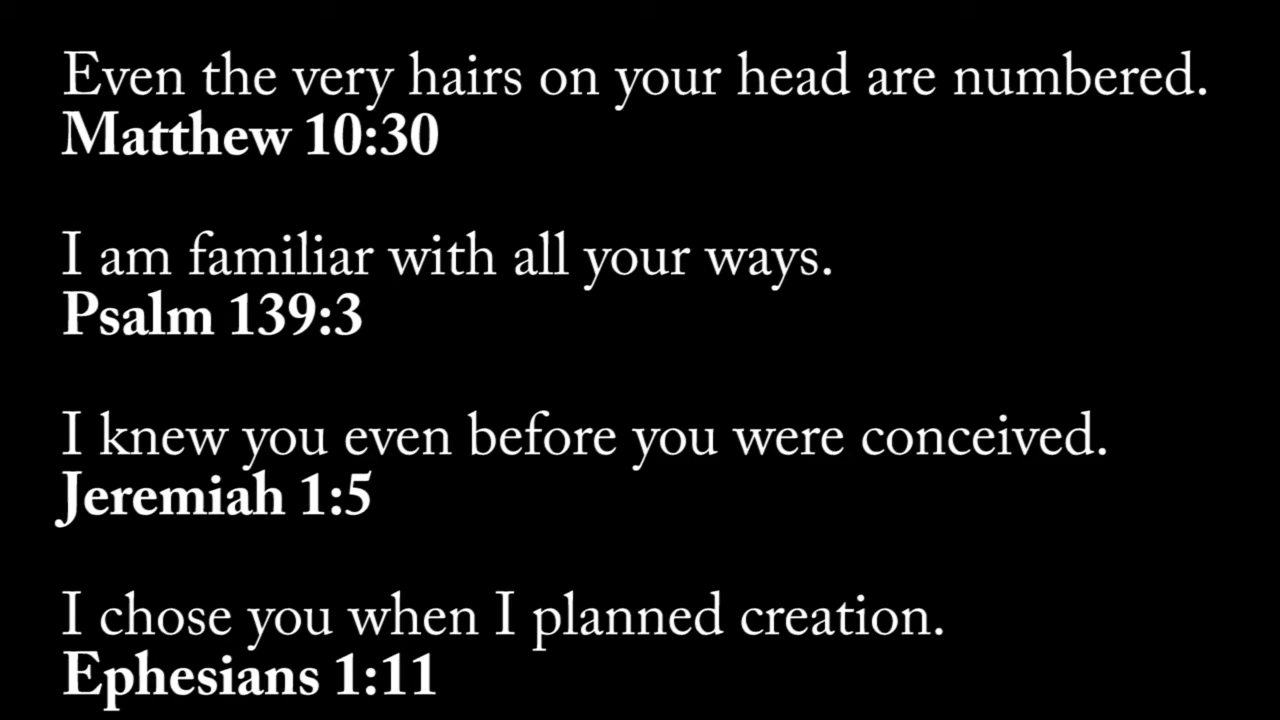 Even the very hairs on your head are numbered.
Matthew 10:30
I am familiar with all your ways.
Psalm 139:3
I knew you even before you were conceived.
Jeremiah 1:5
I chose you when I planned creation.
Ephesians 1:11